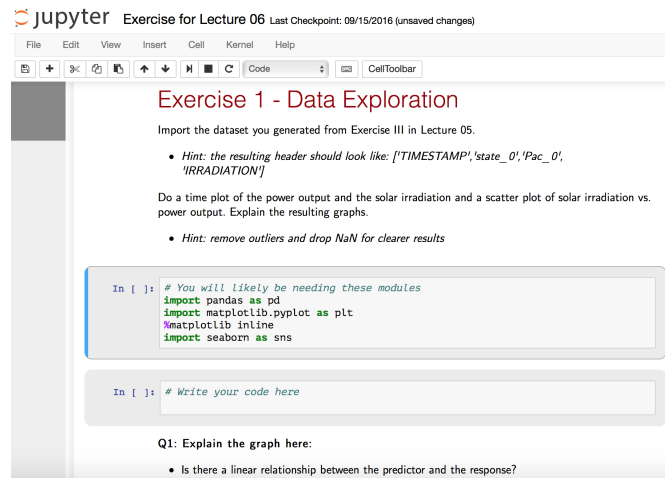 jupyter Exercise for Lecture 06 Last Checkpoint: 09/15/2016 (unsaved changes)
File Edit View Insert Cell Kernel Help
Code CellToolbar
Exercise 1 - Data Exploration
Import the dataset you generated from Exercise III in Lecture 05.
• Hint: the resulting header should look like: ['TIMESTAMP','state_0','Pac_0',
'IRRADIATION']
Do a time plot of the power output and the solar irradiation and a scatter plot of solar irradiation vs.
power output. Explain the resulting graphs.
• Hint: remove outliers and drop NaN for clearer results
In [ ]: # You will likely be needing these modules
import pandas as pd
import matplotlib.pyplot as plt
%matplotlib inline
import seaborn as sns
In [ ]: # Write your code here
Q1: Explain the graph here:
• Is there a linear relationship between the predictor and the response?